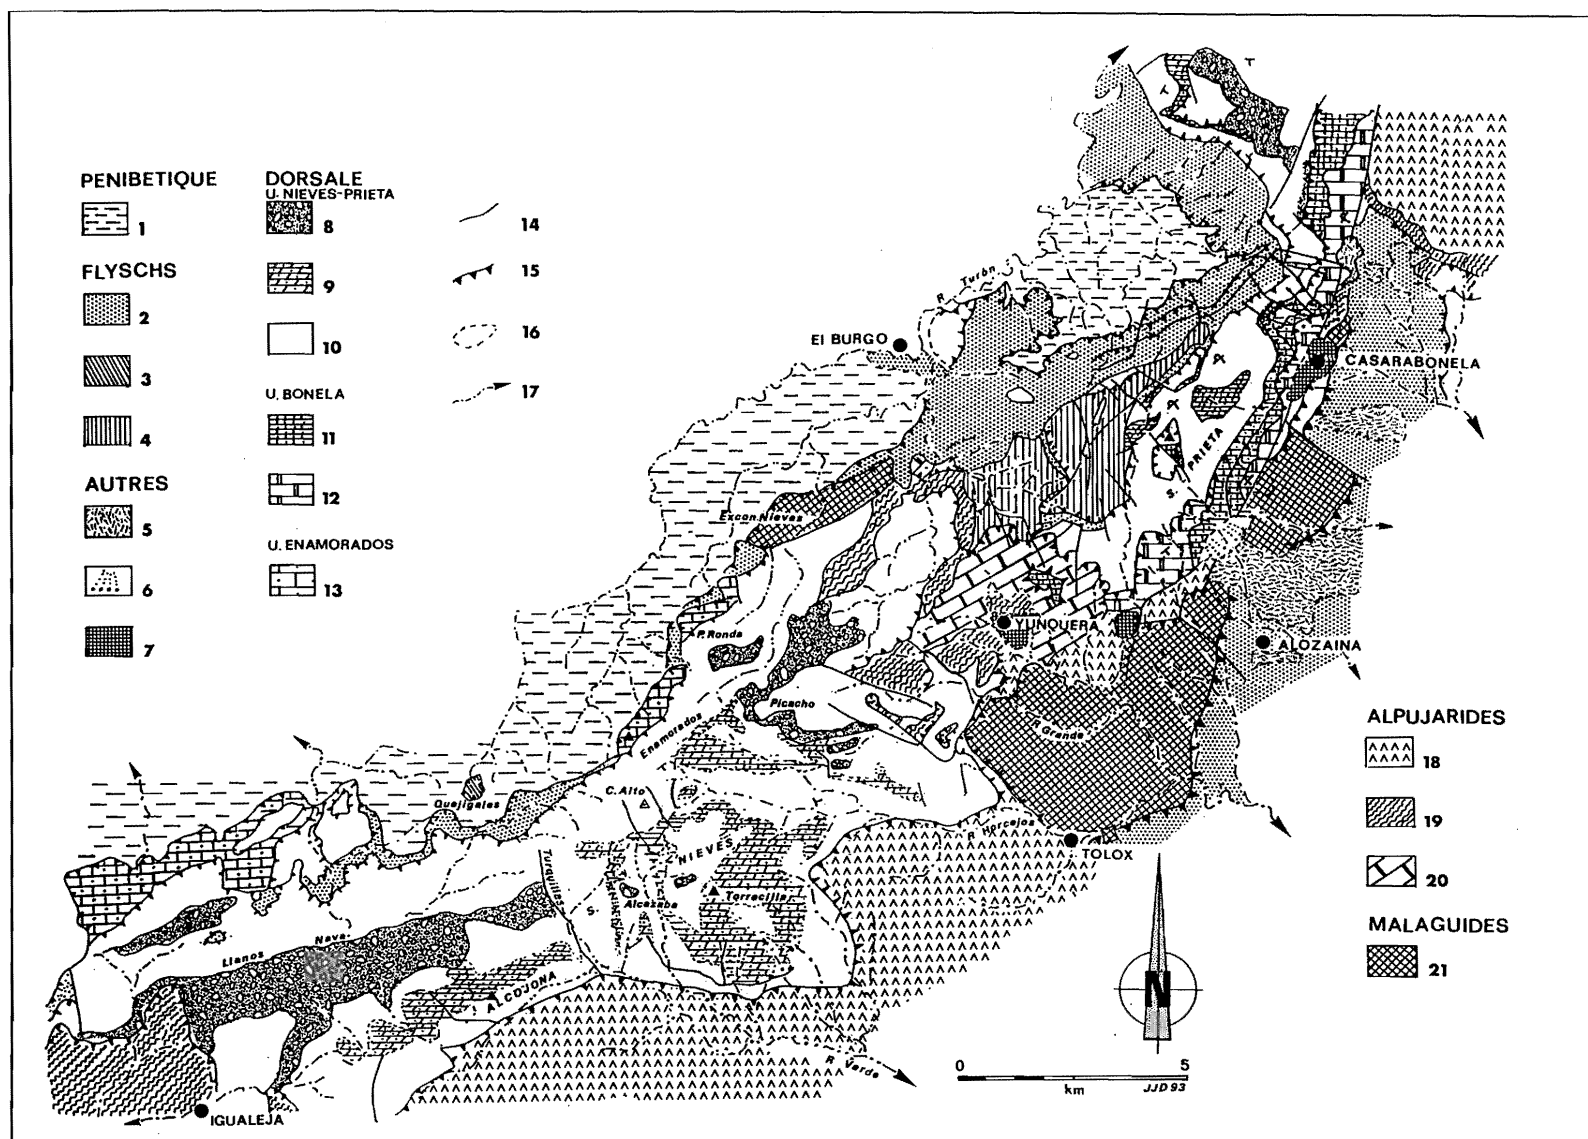 PENIBETIQUE
1
FLYSCHS
2
3
4
AUTRES
5
6
7
DORSALE
U. NIEVES-PRIETA
8
9
10
U. BONELA
11
12
U. ENAMORADOS
13
14
15
16
17
R. Turón
El BURGO
CASARABONELA
S. PRIETA
Excon. Nieves
YUNQUERA
ALOZAINA
P. Ronda
Picacho
Enamorados
R. Grande
Quejigales
C. Alto
R. Horcejos
TOLOX
S. NIEVES
Turquillas
Alcazaba
Torrecilla
Llanos Nava
ALCOJONA
R. Verde
IGUALEJA
ALPUJARIDES
18
19
20
MALAGUIDES
21
N
0 5
km
JJD 93